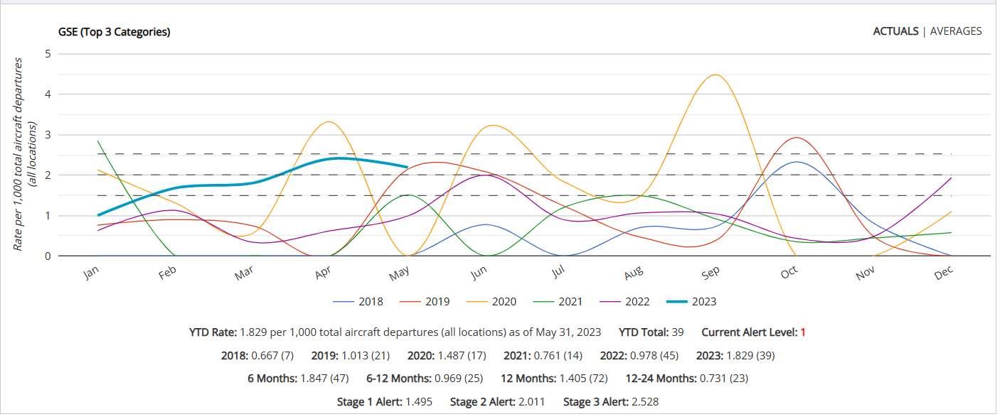 GSE (Top 3 Categories)
ACTUALS | AVERAGES
Rate per 1,000 total aircraft departures
(all locations)
5
4
3
2
1
0
Jan Feb Mar Apr May Jun Jul Aug Sep Oct Nov Dec
2018 2019 2020 2021 2022 2023
YTD Rate: 1.829 per 1,000 total aircraft departures (all locations) as of May 31, 2023 YTD Total: 39 Current Alert Level: 1
2018: 0.667 (7) 2019: 1.013 (21) 2020: 1.487 (17) 2021: 0.761 (14) 2022: 0.978 (45) 2023: 1.829 (39)
6 Months: 1.847 (47) 6-12 Months: 0.969 (25) 12 Months: 1.405 (72) 12-24 Months: 0.731 (23)
Stage 1 Alert: 1.495 Stage 2 Alert: 2.011 Stage 3 Alert: 2.528